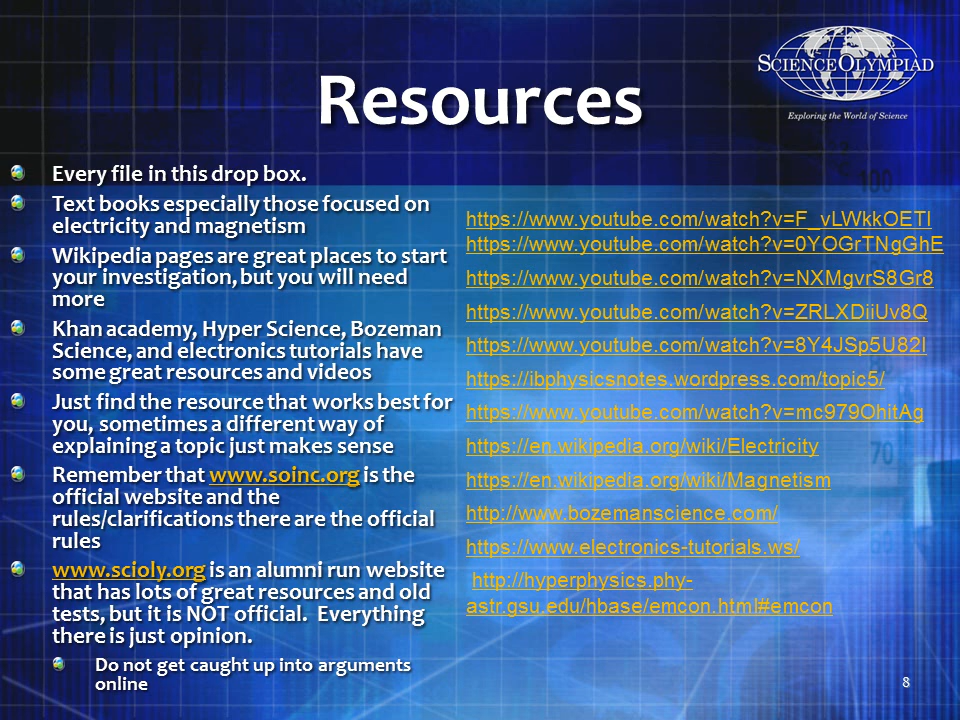 SCIENCEOLYMPIAD
Exploring the World of Science
Resources
Every file in this drop box.
Text books especially those focused on
electricity and magnetism
Wikipedia pages are great places to start
your investigation, but you will need
more
Khan academy, Hyper Science, Bozeman
Science, and electronics tutorials have
some great resources and videos
Just find the resource that works best for
you, sometimes a different way of
explaining a topic just makes sense
Remember that www.soinc.org is the
official website and the
rules/clarifications there are the official
rules
www.scioly.org is an alumni run website
that has lots of great resources and old
tests, but it is NOT official.  Everything
there is just opinion.
Do not get caught up into arguments
online
https://www.youtube.com/watch?v=F_vLWkkOETI
https://www.youtube.com/watch?v=0YOGrTNgGhE
https://www.youtube.com/watch?v=NXMgvrS8Gr8
https://www.youtube.com/watch?v=ZRLXDiiUv8Q
https://www.youtube.com/watch?v=8Y4JSp5U82I
https://ibphysicsnotes.wordpress.com/topic5/
https://www.youtube.com/watch?v=mc979OhitAg
https://en.wikipedia.org/wiki/Electricity
https://en.wikipedia.org/wiki/Magnetism
http://www.bozemanscience.com/
https://www.electronics-tutorials.ws/
http://hyperphysics.phy-
astr.gsu.edu/hbase/emcon.html#emcon
100
70
8